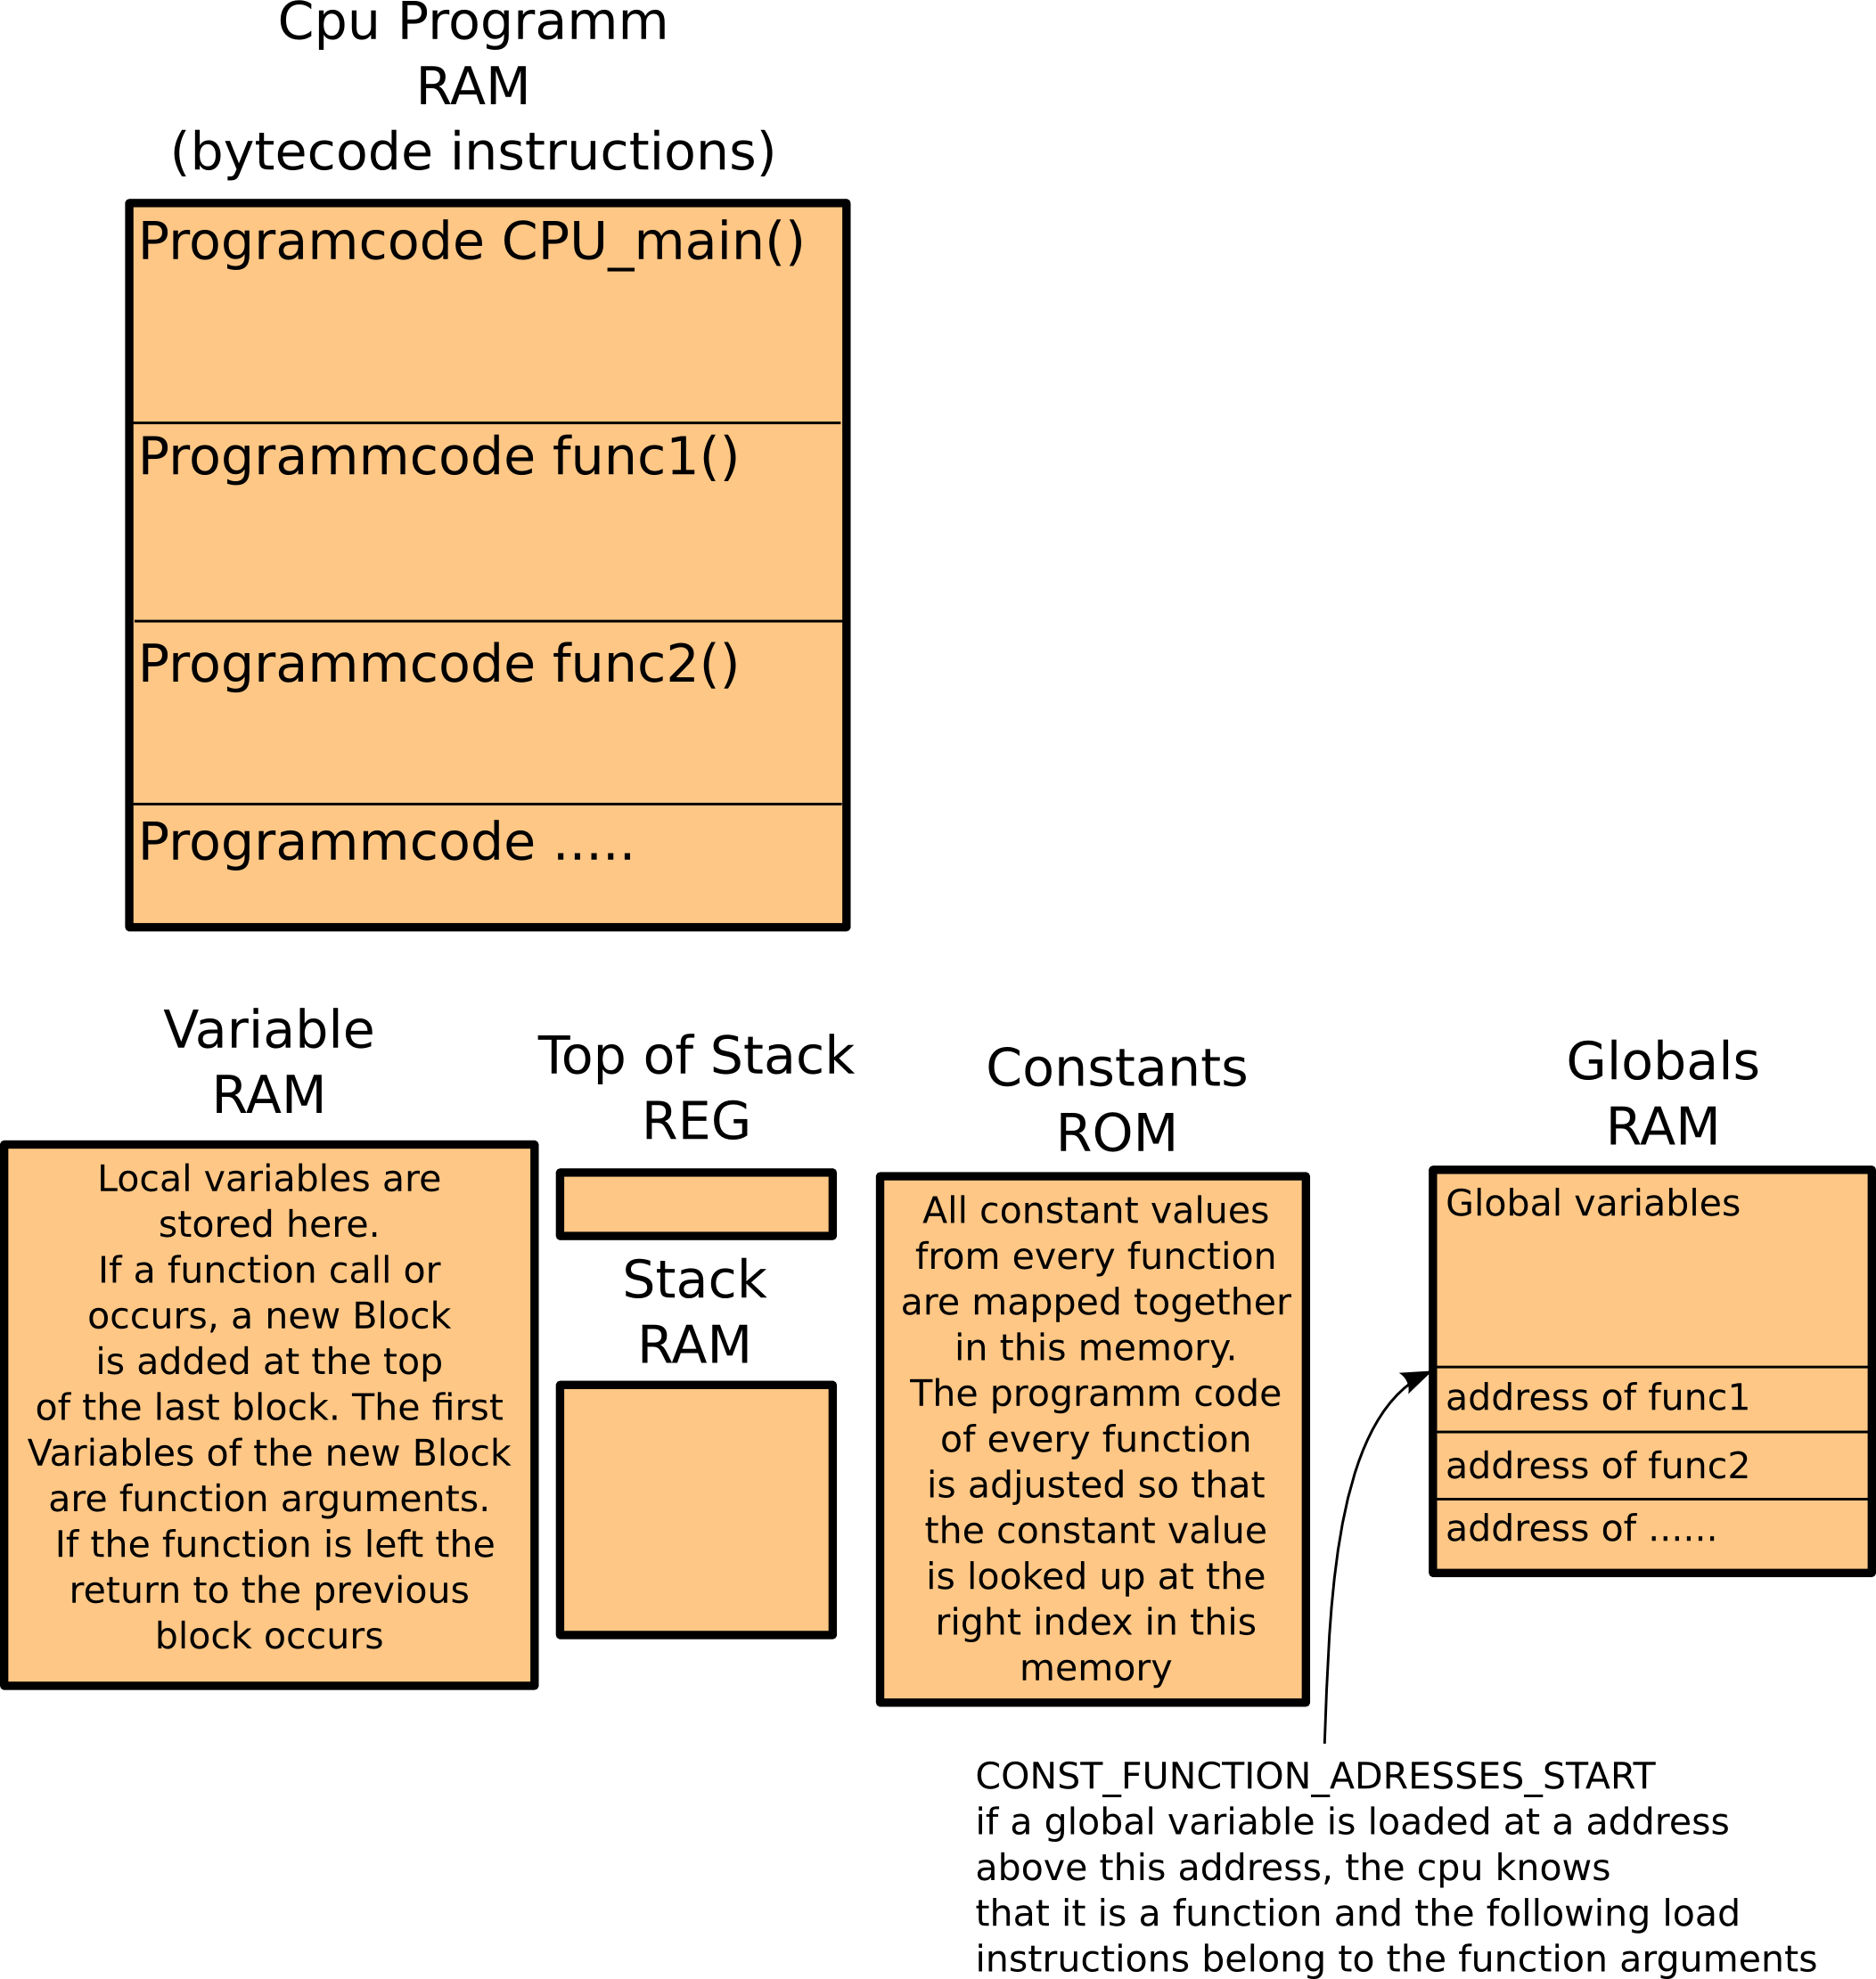 Cpu Programm
RAM
(bytecode instructions)
Programcode CPU_main()
Programmcode func1()
Programmcode func2()
Programmcode .....
Variable
RAM
Local variables are
stored here.
If a function call or
occurs, a new Block
is added at the top
of the last block. The first
Variables of the new Block
are function arguments.
If the function is left the
return to the previous
block occurs
Top of Stack
REG
Stack
RAM
Constants
ROM
All constant values
from every function
are mapped together
in this memory.
The programm code
of every function
is adjusted so that
the constant value
is looked up at the
right index in this
memory
Globals
RAM
Global variables
address of func1
address of func2
address of ......
CONST_FUNCTION_ADRESSES_START
if a global variable is loaded at a address
above this address, the cpu knows
that it is a function and the following load
instructions belong to the function arguments